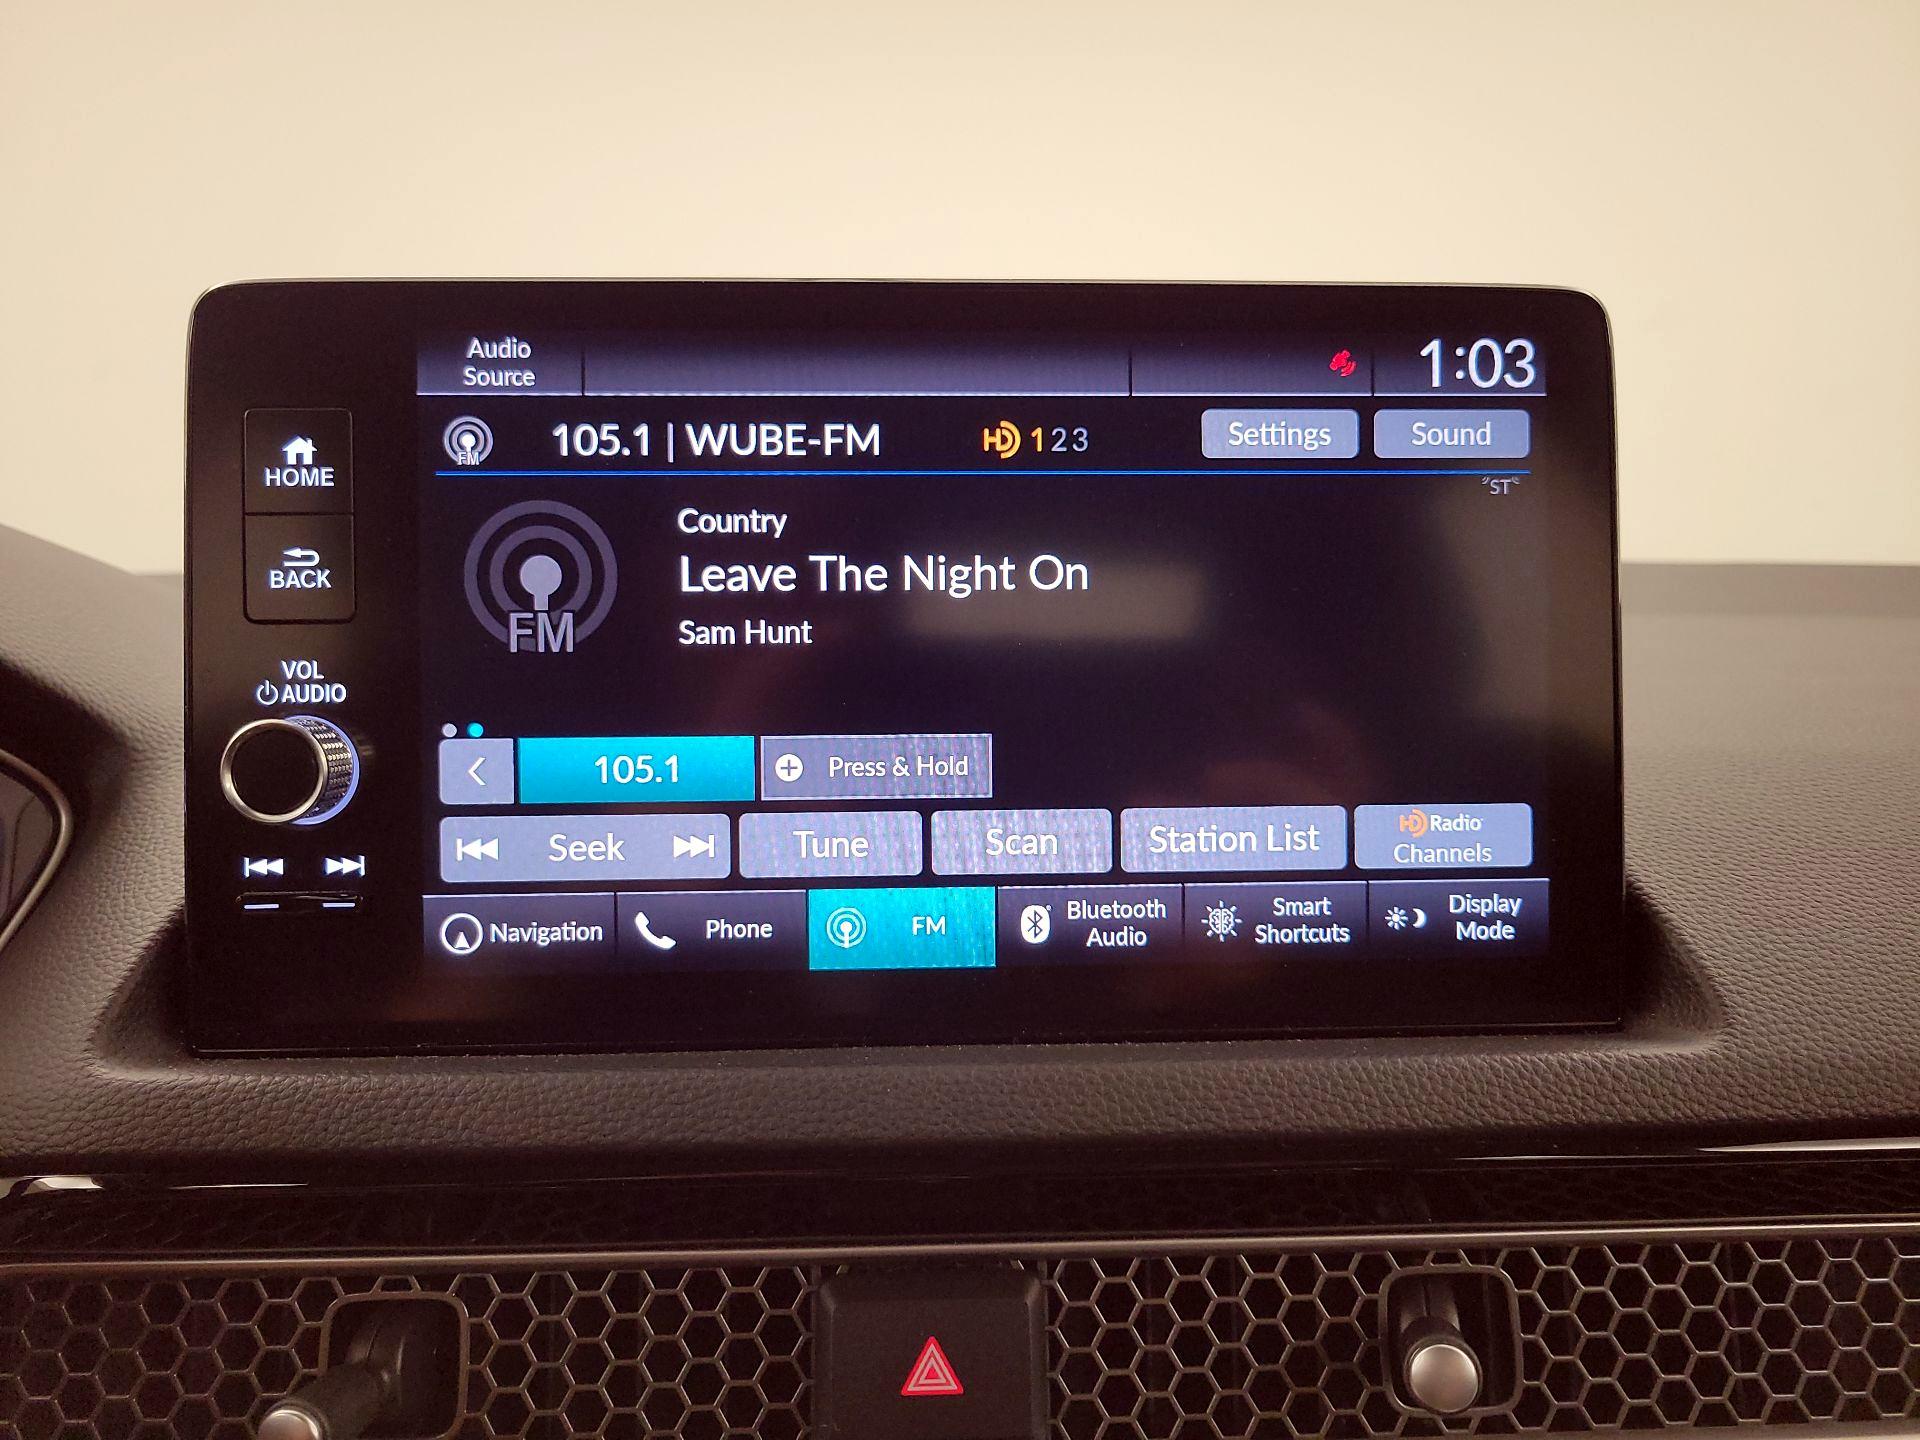 Audio
Source
1:03
HOME
BACK
VOL
AUDIO
FM
105.1 | WUBE-FM
HD 1 2 3
Settings
Sound
ST
FM
Country
Leave The Night On
Sam Hunt
105.1
Press & Hold
Seek
Tune
Scan
Station List
HD Radio
Channels
Navigation
Phone
FM
Bluetooth
Audio
Smart
Shortcuts
Display
Mode